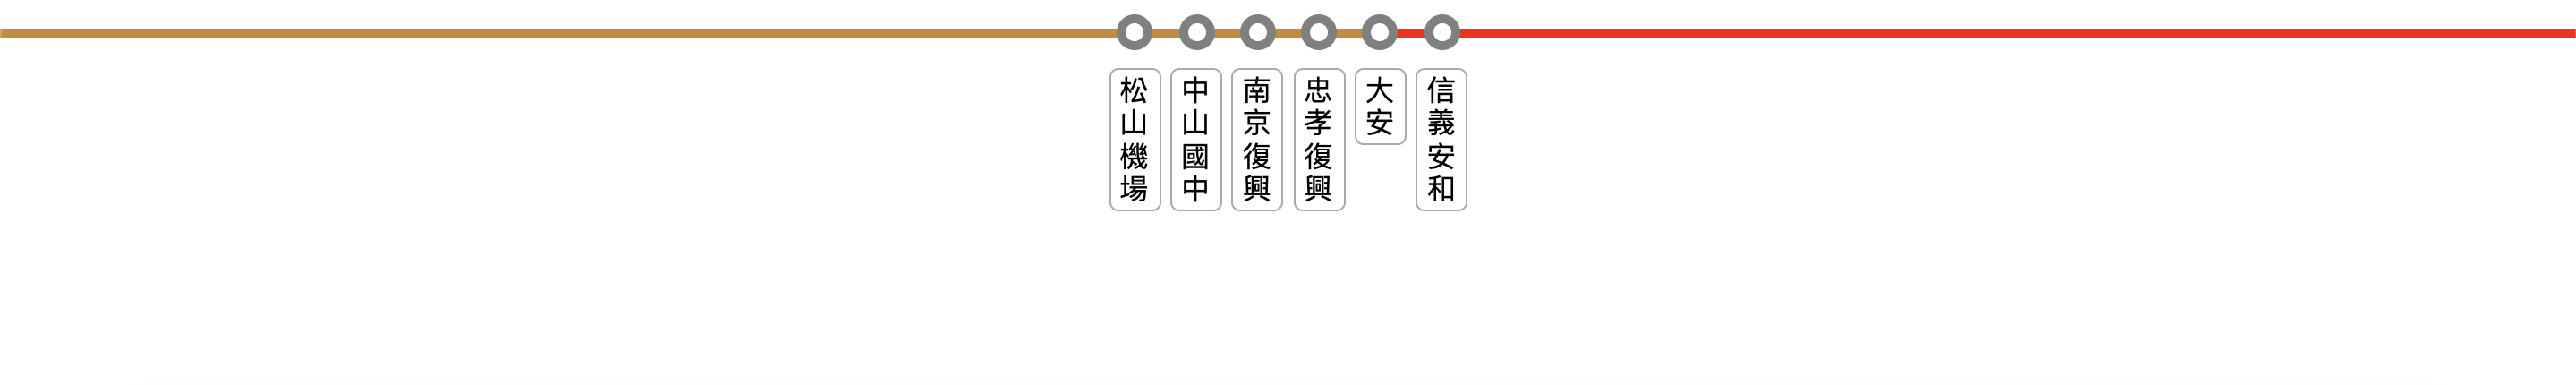 松山機場
中山國中
南京復興
忠孝復興
大安
信義安和